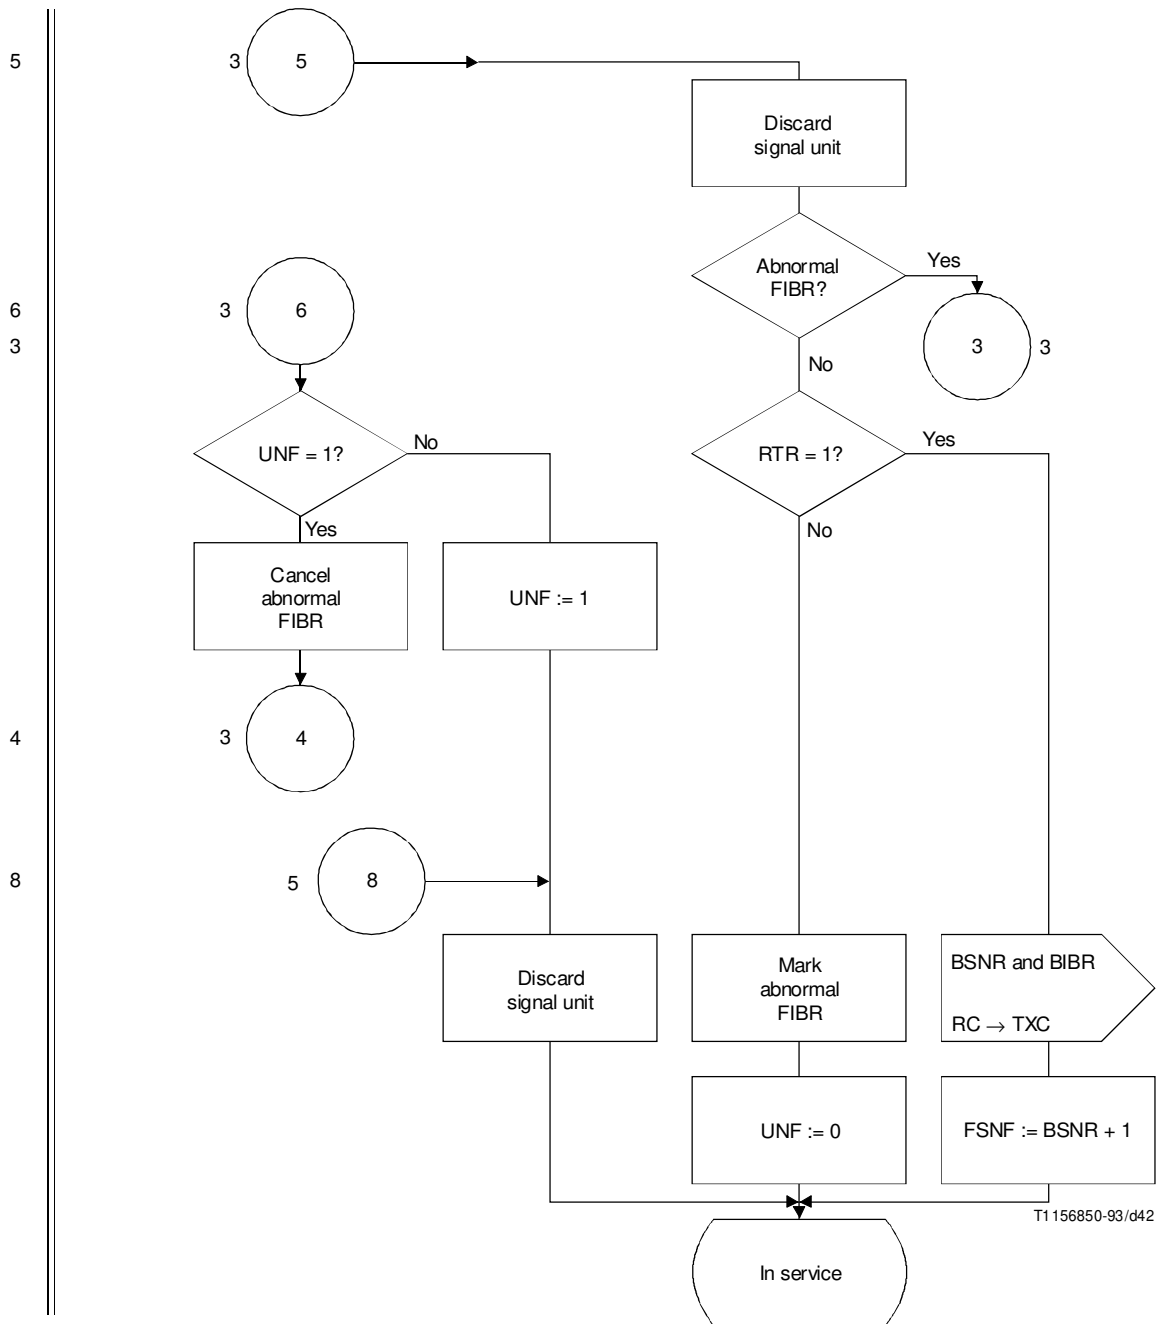 5
3
5
Discard
signal unit
Abnormal
FIBR?
Yes
6
3
6
3
3
3
No
UNF = 1?
No
RTR = 1?
Yes
Yes
No
Cancel
abnormal
FIBR
UNF := 1
4
3
4
8
5
8
Discard
signal unit
Mark
abnormal
FIBR
BSNR and BIBR
RC → TXC
UNF := 0
FSNF := BSNR + 1
T1156850-93/d42
In service